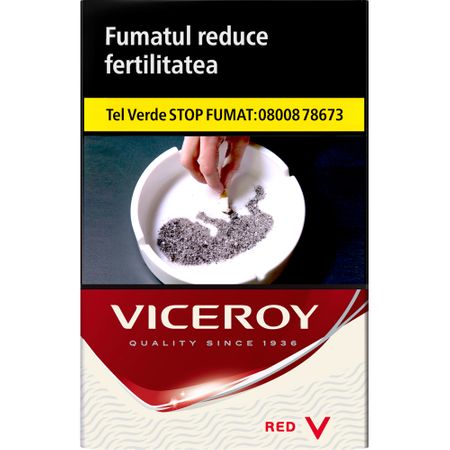 Fumatul reduce
fertilitatea
Tel Verde STOP FUMAT: 08008 78673
VICEROY
QUALITY SINCE 1936
RED V